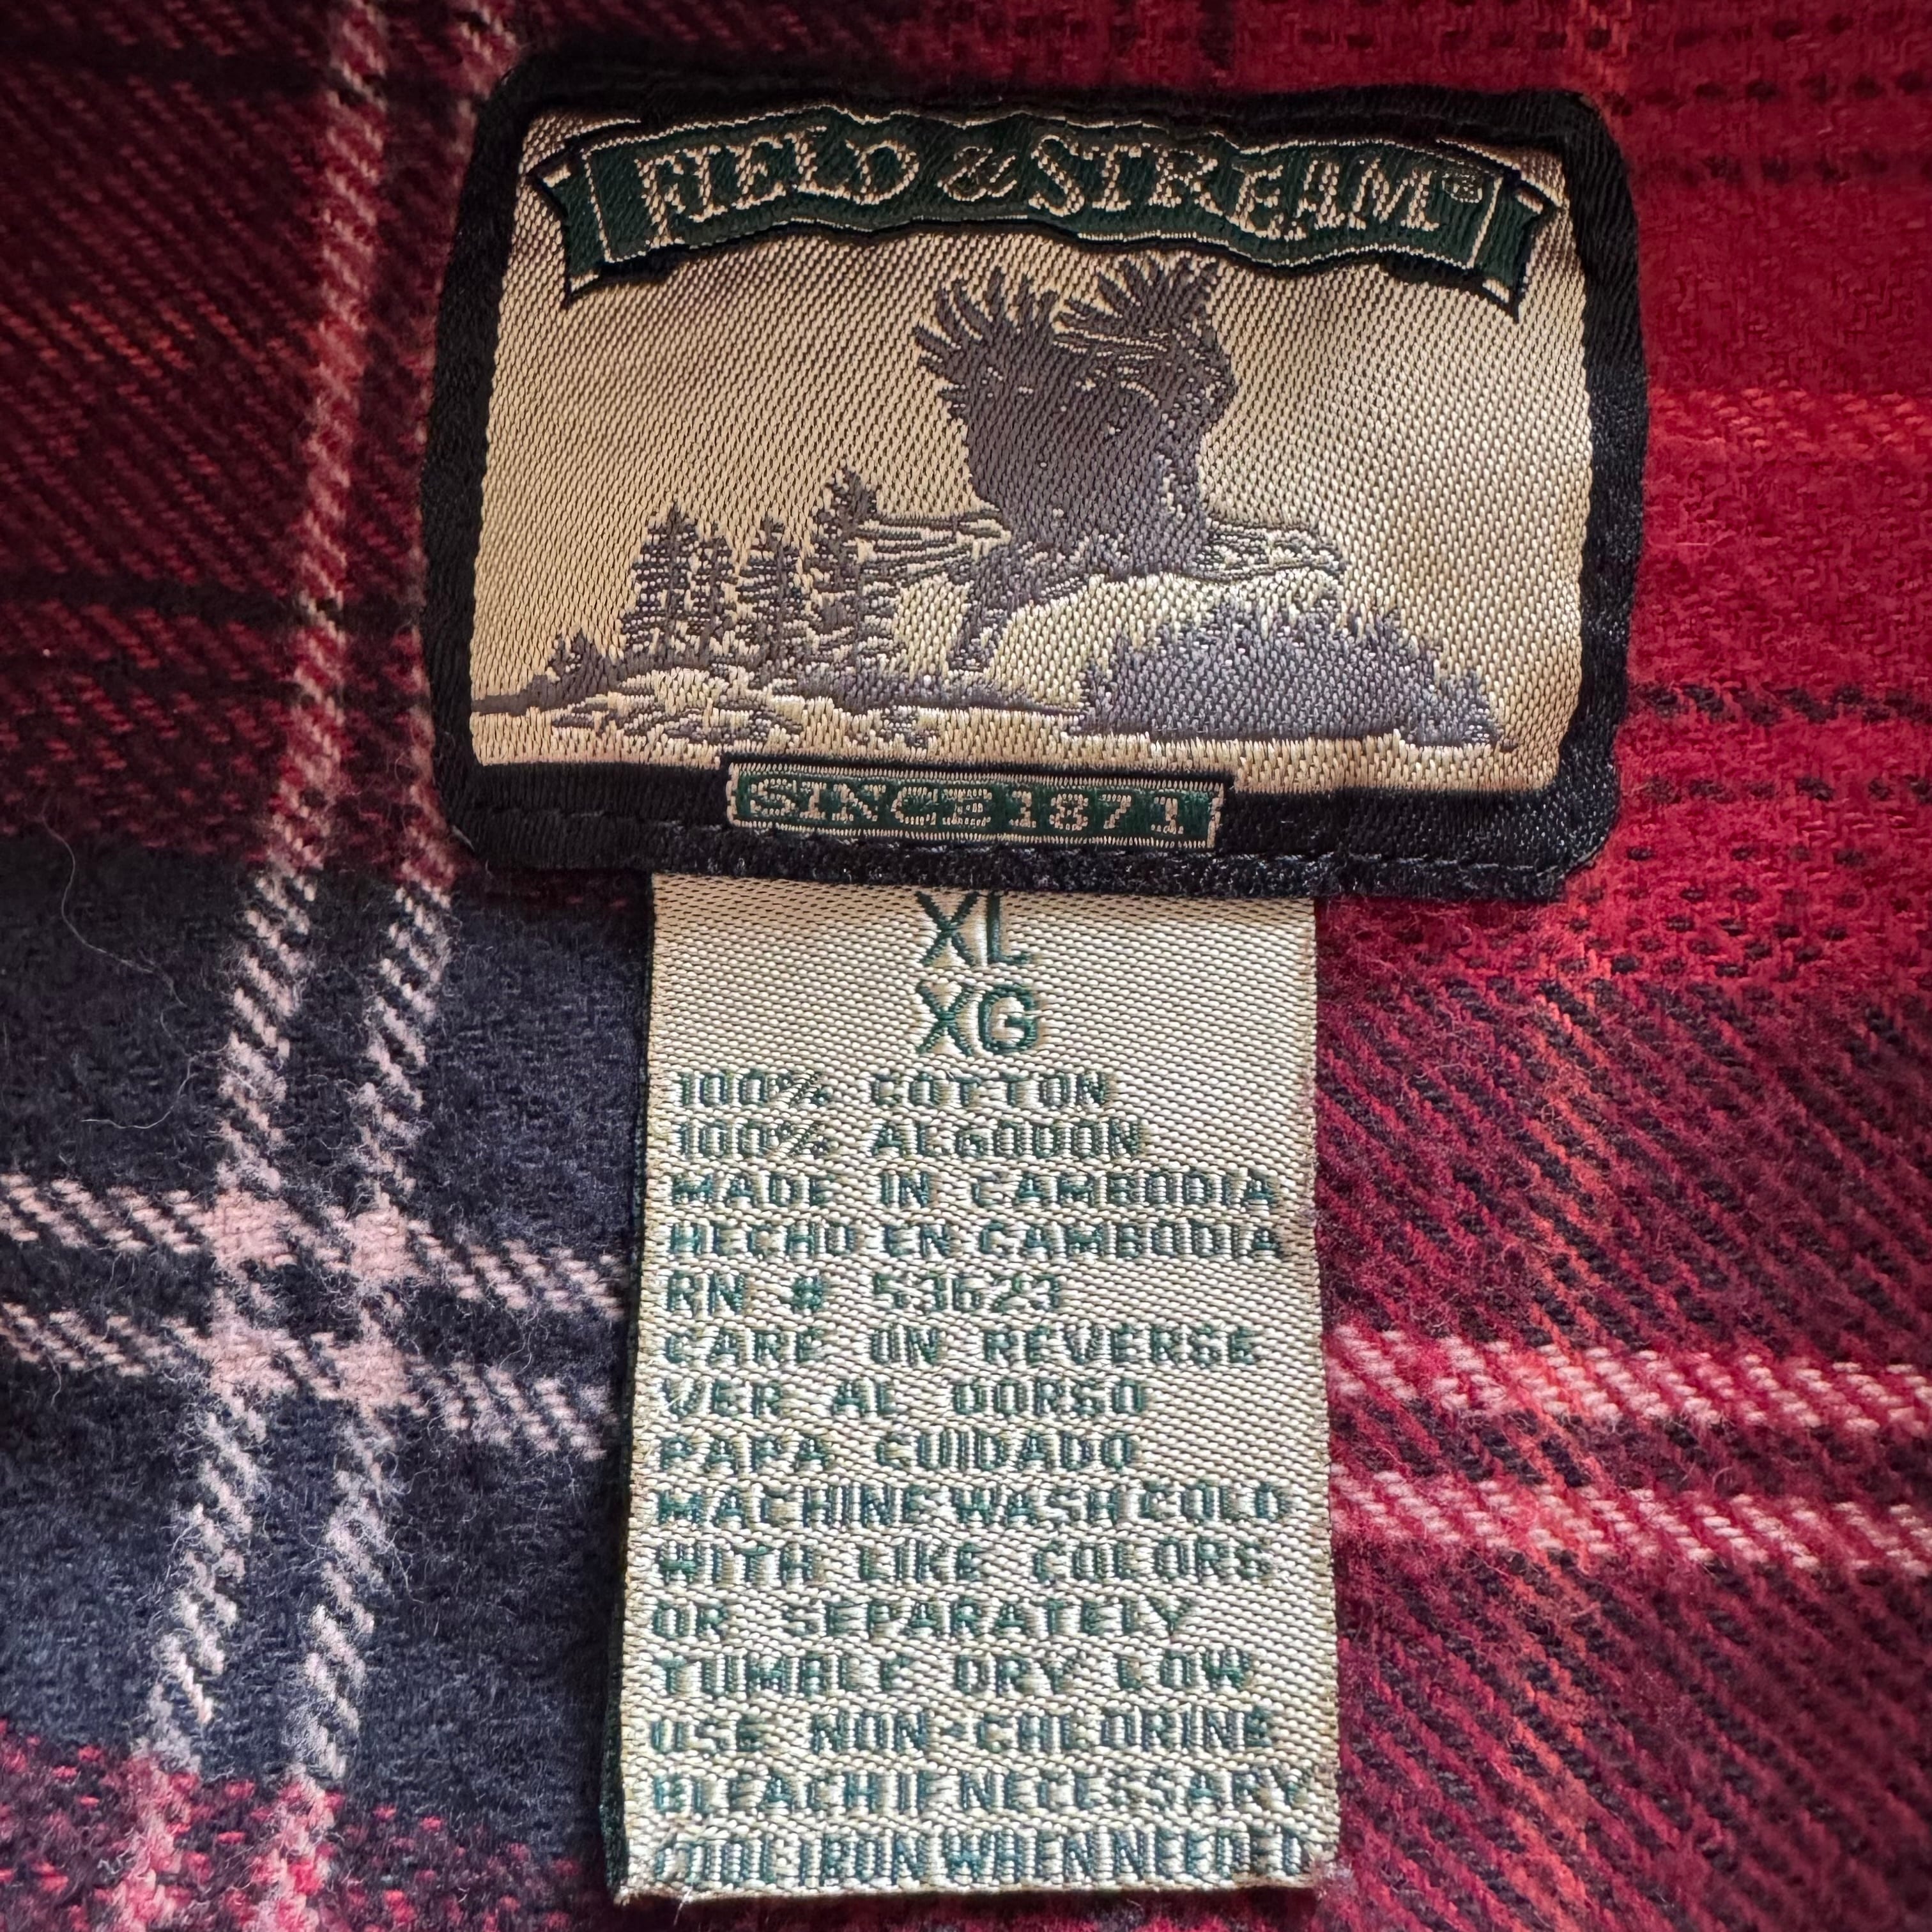 FIELD & STREAM®
SINCE 1871
XL
XG
100% COTTON
100% ALGODON
MADE IN CAMBODIA
HECHO EN CAMBODIA
RN # 53623
CARE ON REVERSE
VER AL DORSO
PAPA CUIDADO
MACHINE WASH COLD
WITH LIKE COLORS
OR SEPARATELY
TUMBLE DRY LOW
USE NON-CHLORINE
BLEACH IF NECESSARY
COOL IRON WHEN NEEDED